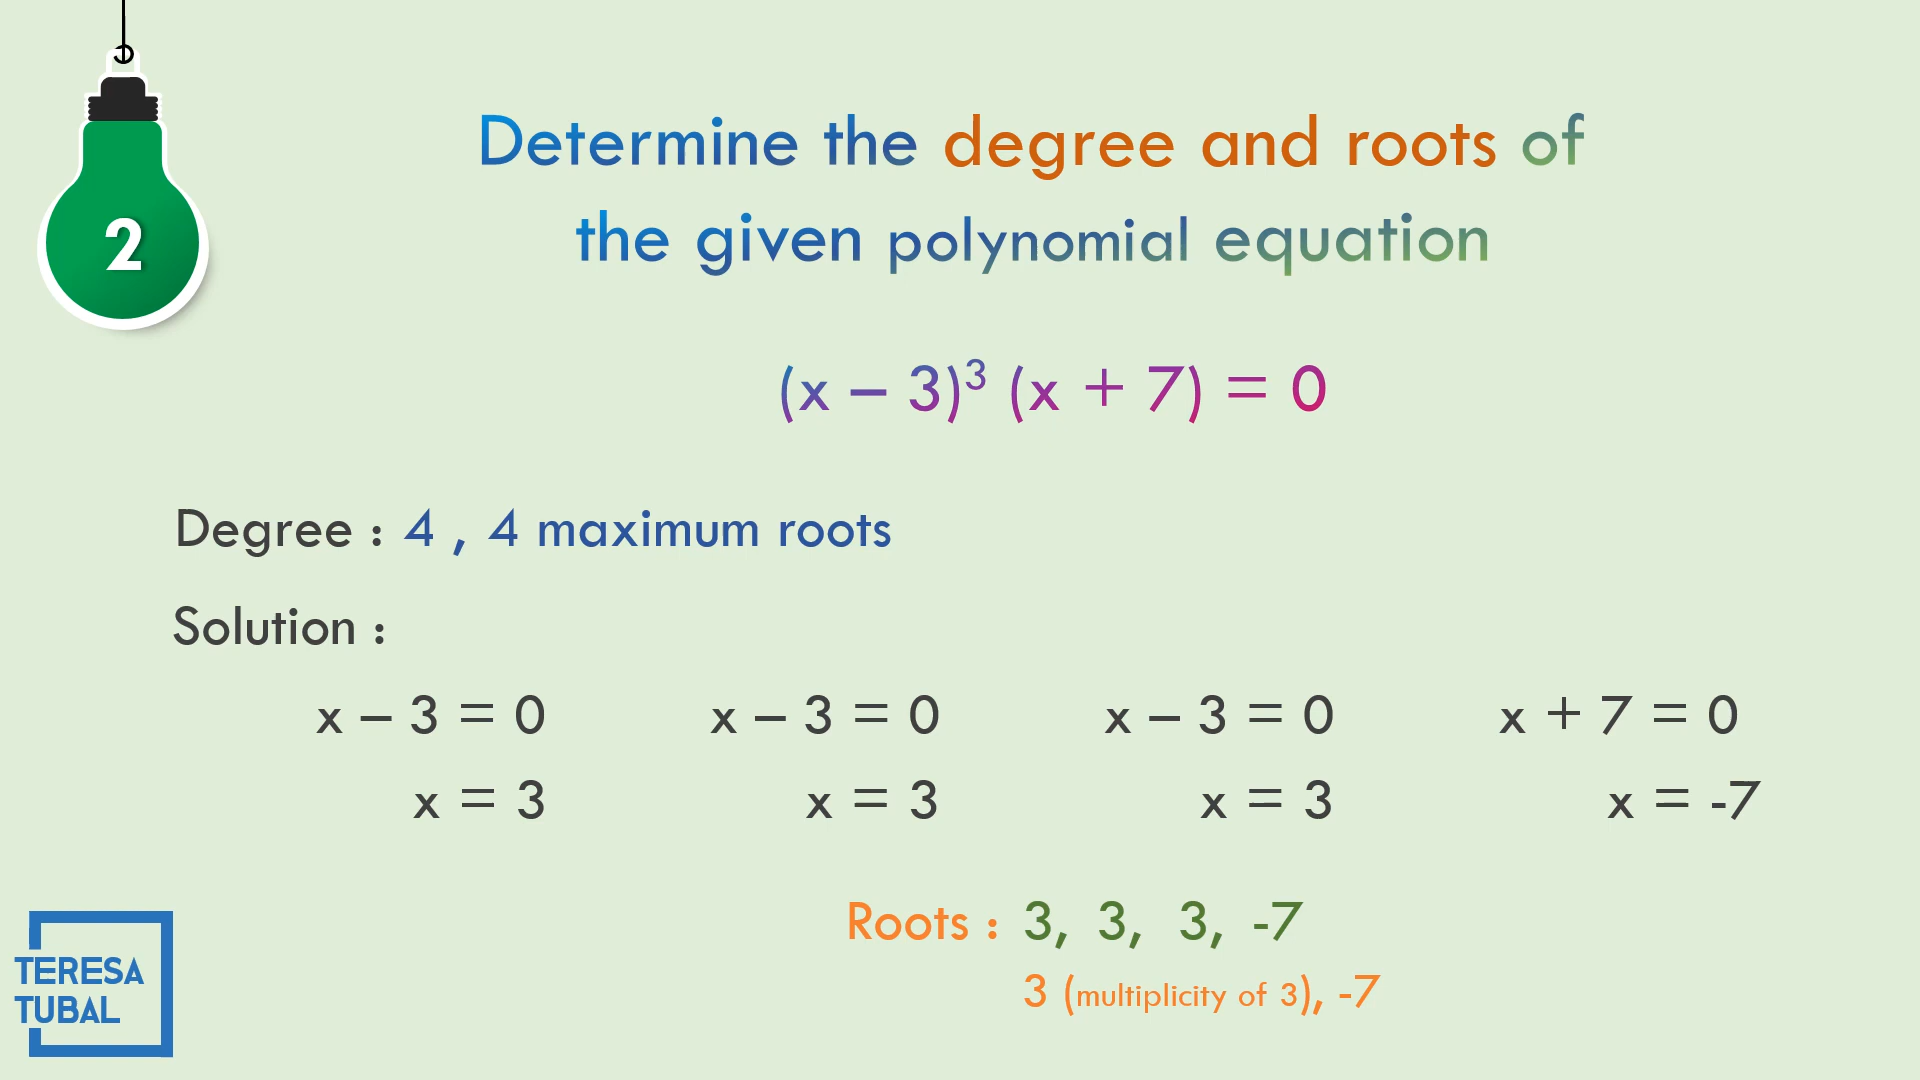 2
Determine the degree and roots of
the given polynomial equation
(x – 3)³ (x + 7) = 0
Degree : 4 , 4 maximum roots
Solution :
x – 3 = 0 x – 3 = 0 x – 3 = 0 x + 7 = 0
x = 3 x = 3 x = 3 x = -7
Roots : 3, 3, 3, -7
3 (multiplicity of 3), -7
TERESA
TUBAL